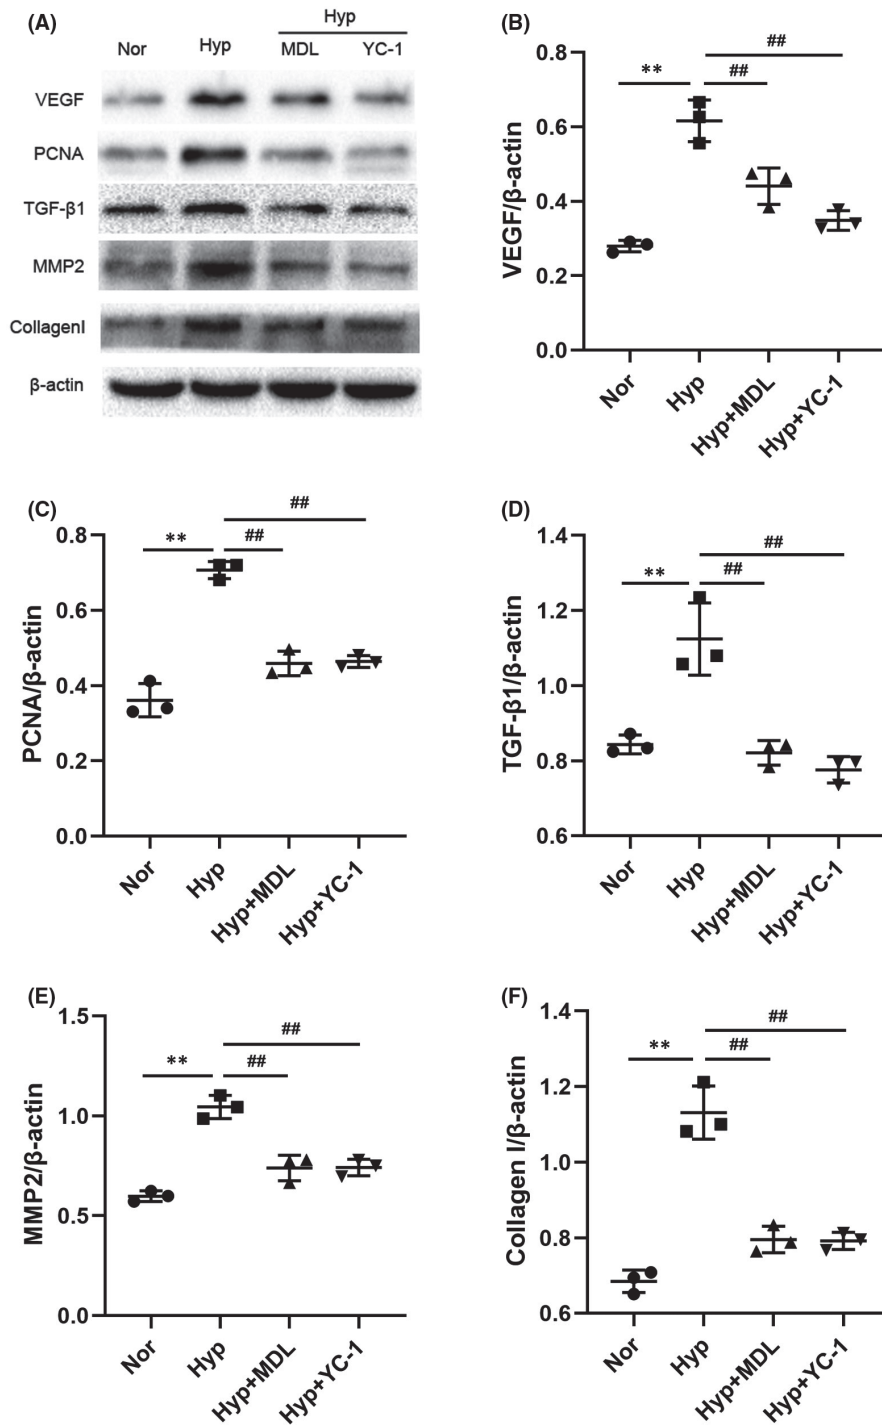 (A)
Hyp
Nor Hyp MDL YC-1
VEGF
PCNA
TGF-β1
MMP2
CollagenI
β-actin
(B)
VEGF/β-actin
0.8
0.6
0.4
0.2
0.0
** ## ##
Nor Hyp Hyp+MDL Hyp+YC-1
(C)
PCNA/β-actin
0.8
0.6
0.4
0.2
0.0
** ## ##
Nor Hyp Hyp+MDL Hyp+YC-1
(D)
TGF-β1/β-actin
1.4
1.2
1.0
0.8
0.6
** ## ##
Nor Hyp Hyp+MDL Hyp+YC-1
(E)
MMP2/β-actin
1.5
1.0
0.5
0.0
** ## ##
Nor Hyp Hyp+MDL Hyp+YC-1
(F)
Collagen I/β-actin
1.4
1.2
1.0
0.8
0.6
** ## ##
Nor Hyp Hyp+MDL Hyp+YC-1